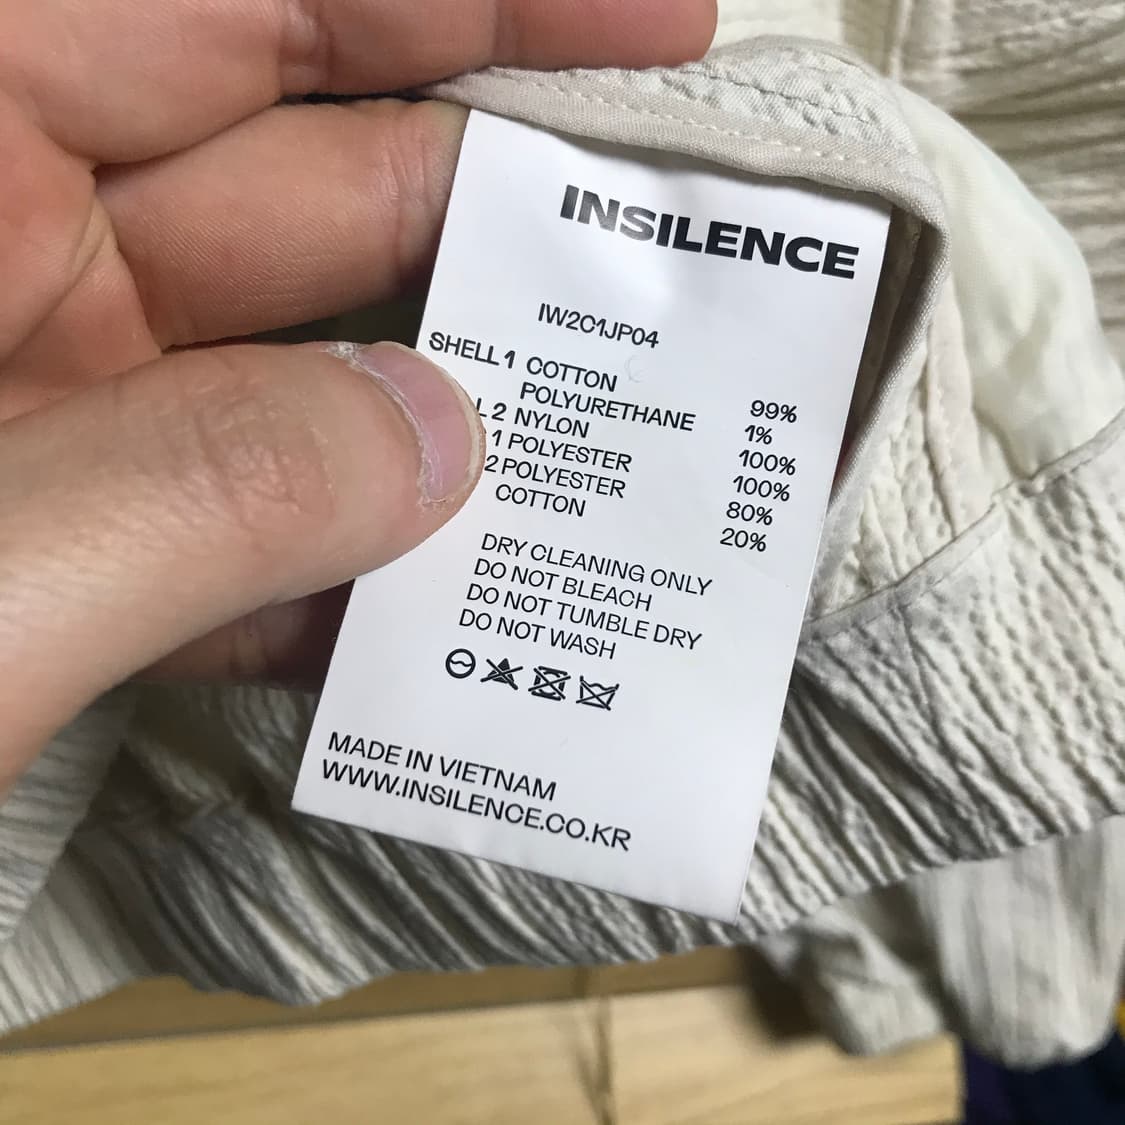 INSILENCE
IW2C1JP04
SHELL 1 COTTON 99%
POLYURETHANE 1%
L 2 NYLON 100%
1 POLYESTER 100%
2 POLYESTER 80%
COTTON 20%
DRY CLEANING ONLY
DO NOT BLEACH
DO NOT TUMBLE DRY
DO NOT WASH
MADE IN VIETNAM
WWW.INSILENCE.CO.KR